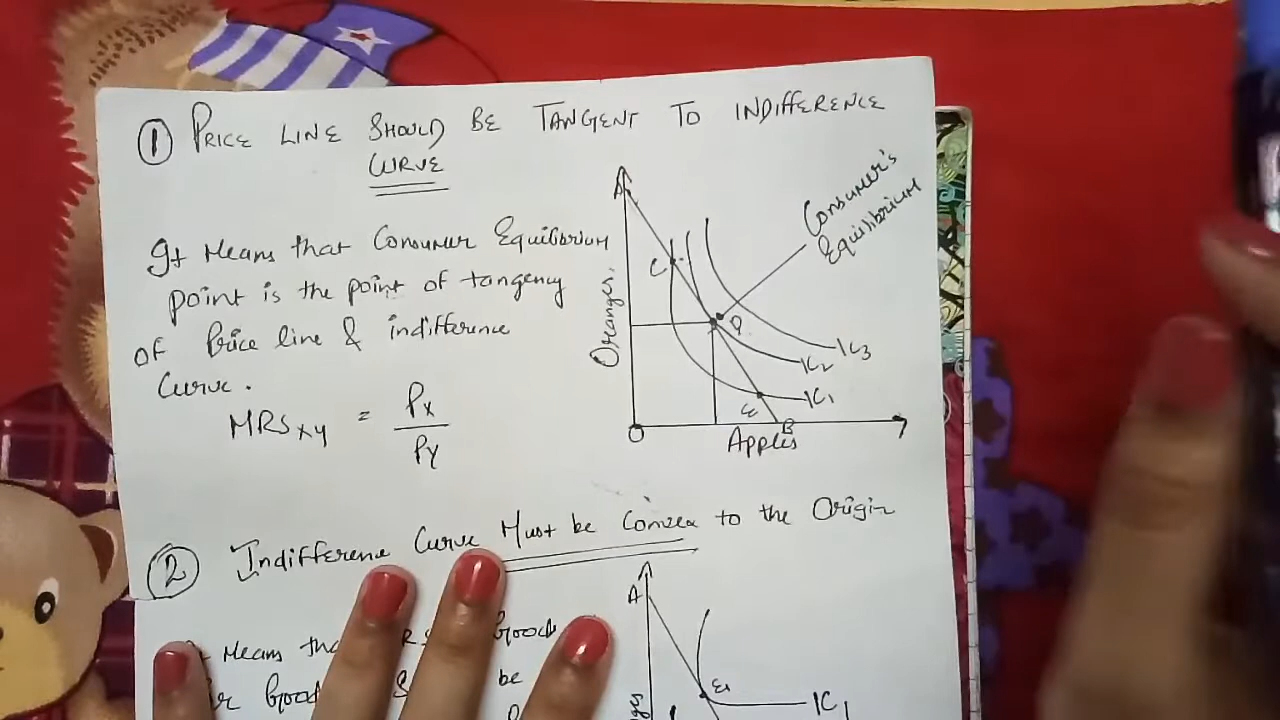 ① PRICE LINE SHOULD BE TANGENT TO INDIFFERENCE
CURVE
It Means that Consumer Equilibrium
point is the point of tangency
of Price line & indifference
Curve.
MRSxy = Px
Py
A
C
Q
E
B
O
Oranges
Apples
IC3
IC2
IC1
Consumer's
Equilibrium
② Indifference Curve Must be Convex to the Origin
Means
Good
be
A
E1
IC1